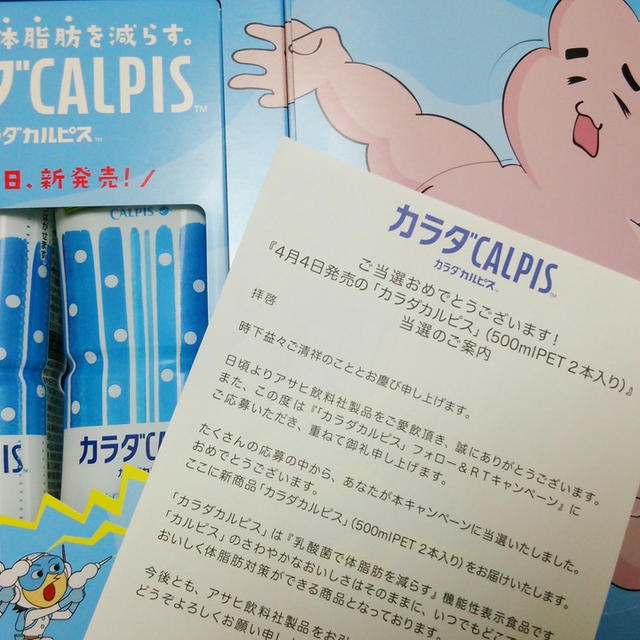 体脂肪を減らす。
ダCALPIS™
ラダカルピス™
日、新発売!
CALPIS
カラダC
IS
カラダCALPIS™
カラダカルピス™
ご当選おめでとうございます!
『4月4日発売の「カラダカルピス」(500mlPET2本入り)』
当選のご案内
拝啓
時下益々ご清祥のこととお慶び申し上げます。
日頃よりアサヒ飲料社製品をご愛飲頂き、誠にありがとうございます。
また、この度は『「カラダカルピス」フォロー&RTキャンペーン』に
ご応募いただき、重ねて御礼申し上げます。
たくさんの応募の中から、あなたが本キャンペーンに当選いたしました。
おめでとうございます。
ここに新商品「カラダカルピス」(500mlPET2本入り)をお届けいたします。
「カラダカルピス」は『乳酸菌で体脂肪を減らす』機能性表示食品です
「カルピス」のさわやかなおいしさはそのままに、いつでもどこ
おいしく体脂肪対策ができる商品となっております。
今後とも、アサヒ飲料社製品をお
どうぞよろしくお願い申し